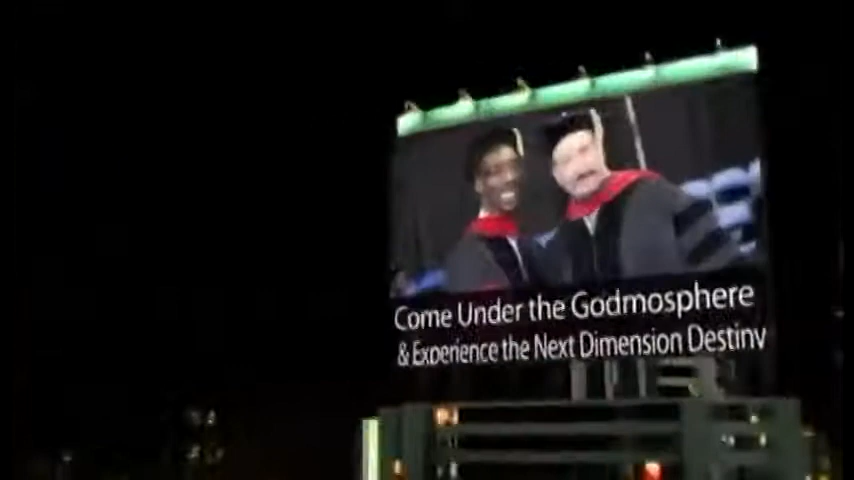 Come Under the Godmosphere
& Experience the Next Dimension Destiny